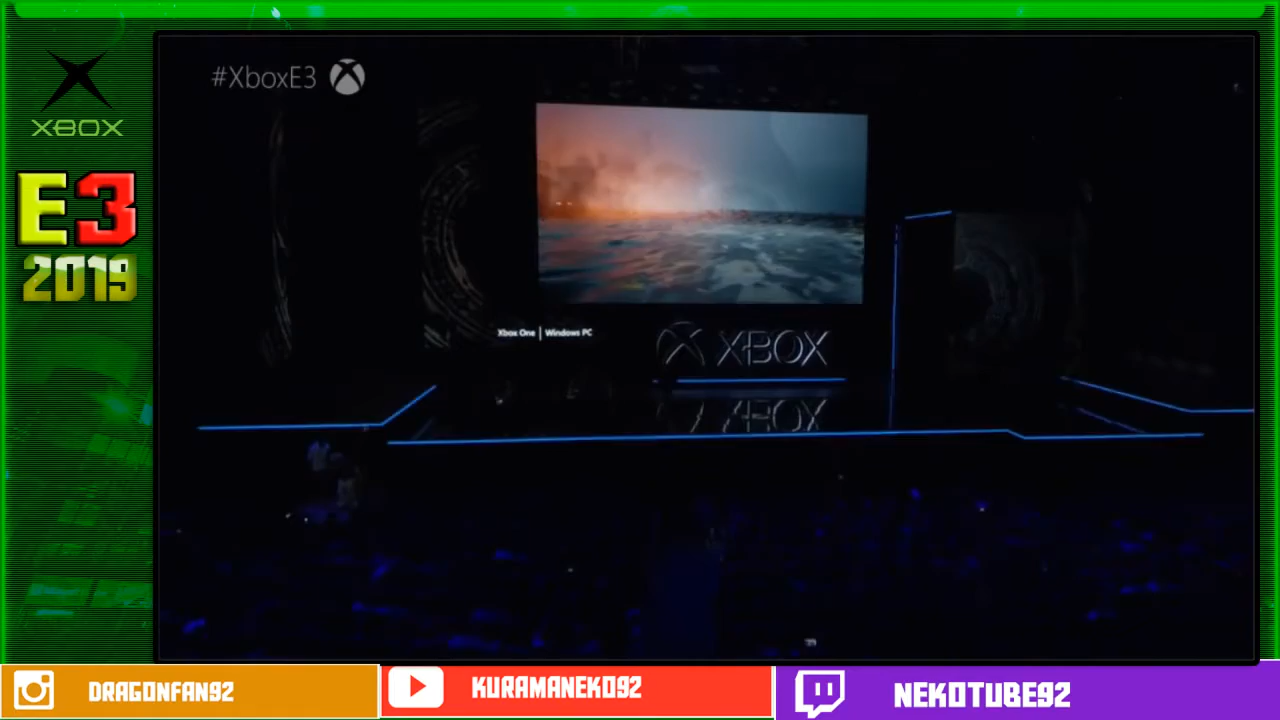 #XboxE3
XBOX
E3
2019
Xbox One | Windows PC
XBOX
DRAGONFAN92
KURAMANEKO92
NEKOTUBE92